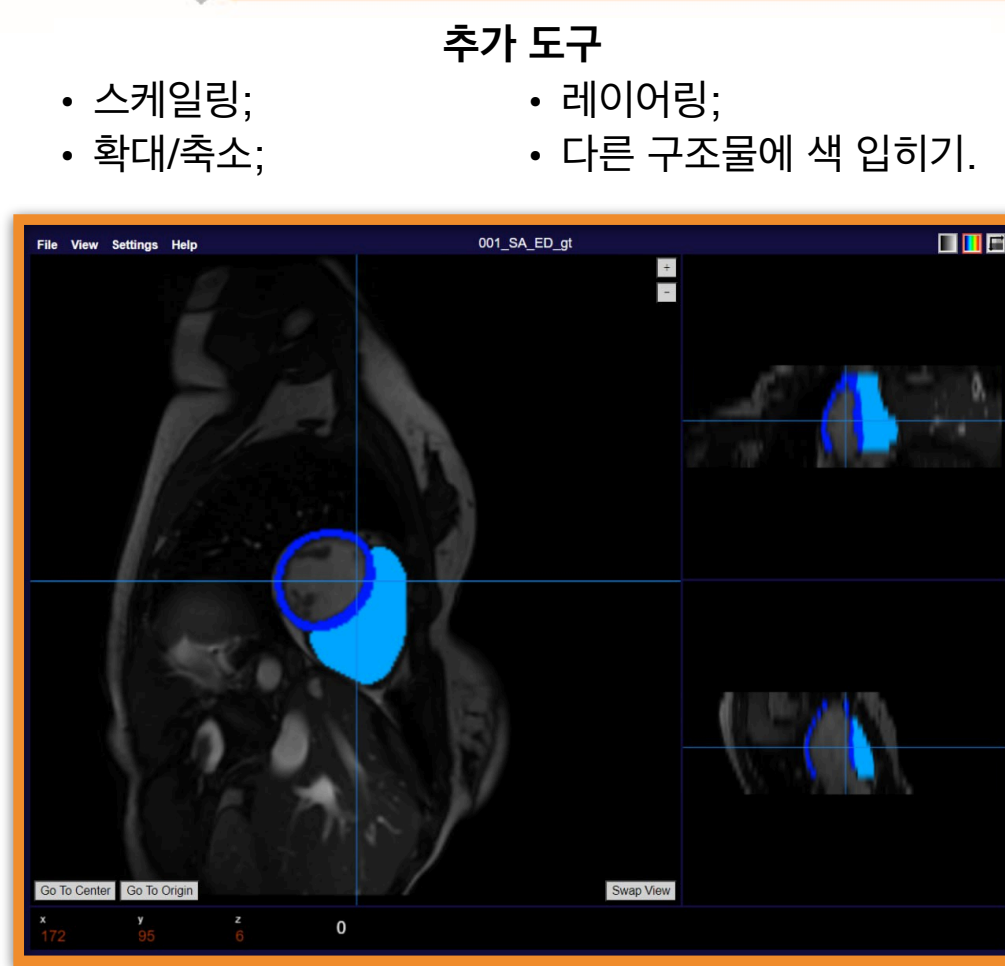 추가 도구
• 스케일링;
• 확대/축소;
• 레이어링;
• 다른 구조물에 색 입히기.
File View Settings Help
001_SA_ED_gt
+
-
Go To Center Go To Origin
Swap View
x y z
172 95 6 0